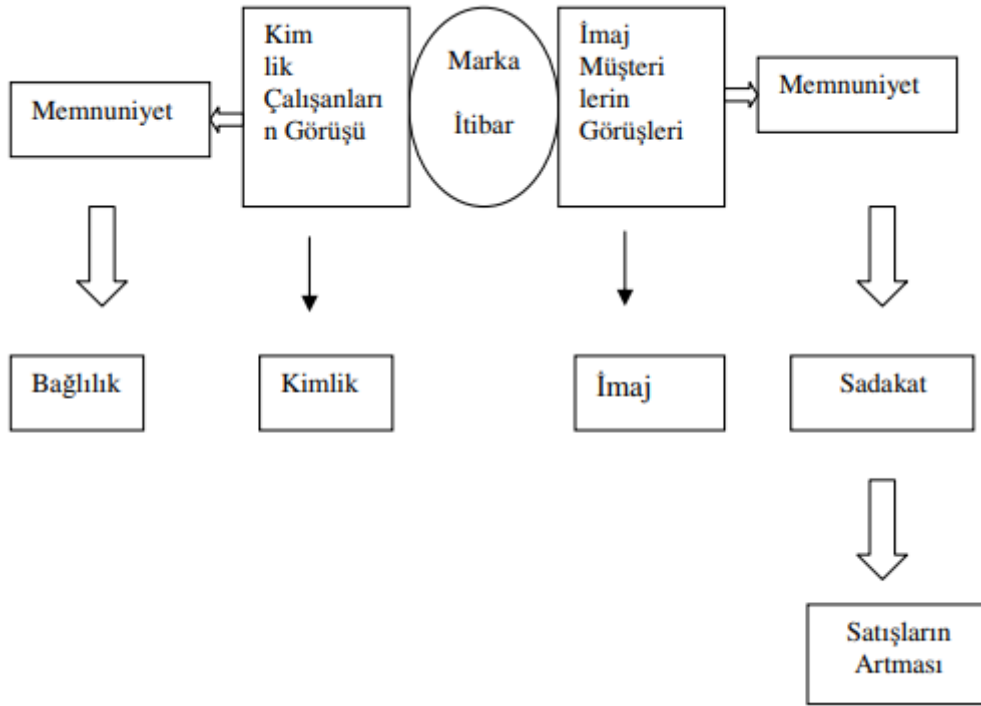 Memnuniyet
Kim
lik
Çalışanları
n Görüşü
Marka
İtibar
İmaj
Müşteri
lerin
Görüşleri
Memnuniyet
Bağlılık
Kimlik
İmaj
Sadakat
Satışların
Artması